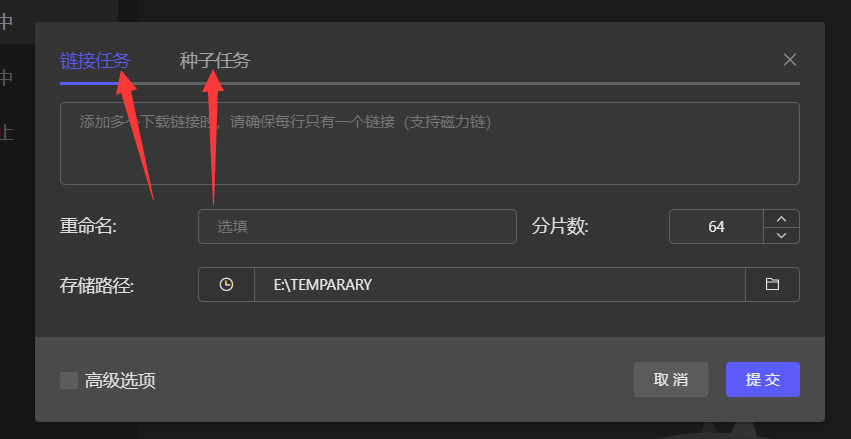 中
中
止
链接任务 种子任务
添加多个下载链接时，请确保每行只有一个链接（支持磁力链）
重命名: 选填 分片数: 64
存储路径: E:\TEMPARARY
高级选项 取消 提交